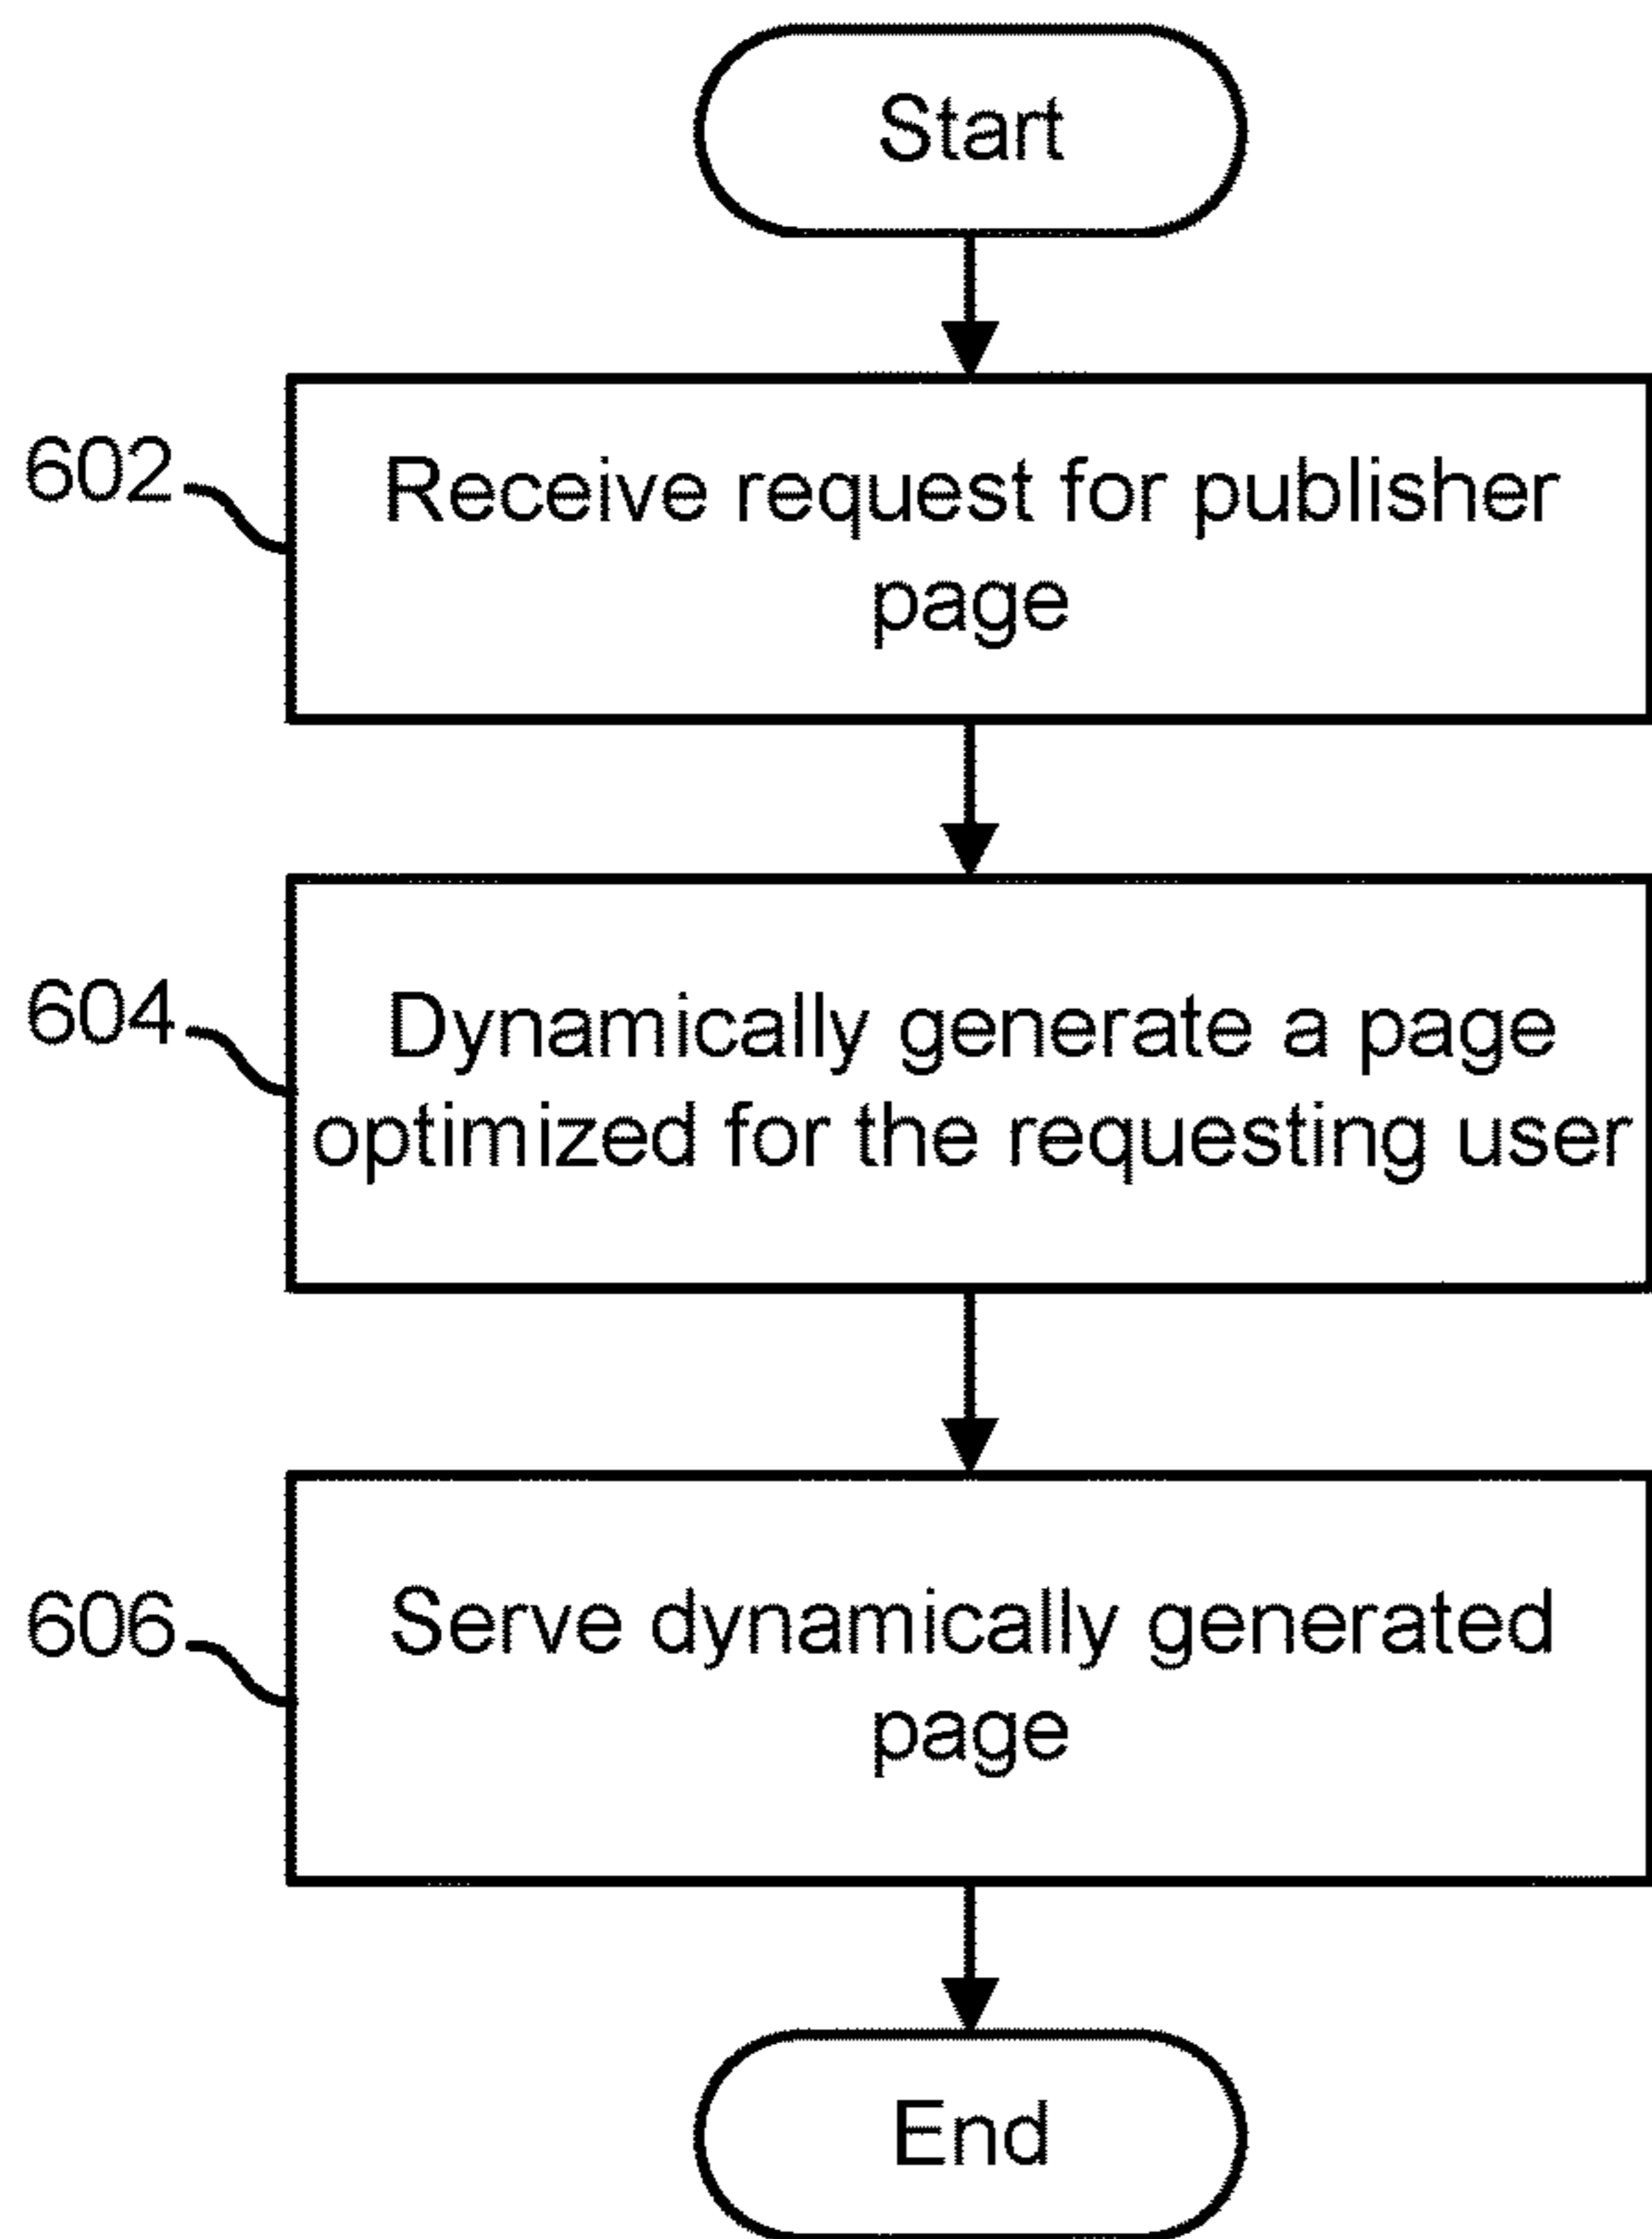 Start
602
Receive request for publisher
page
604
Dynamically generate a page
optimized for the requesting user
606
Serve dynamically generated
page
End